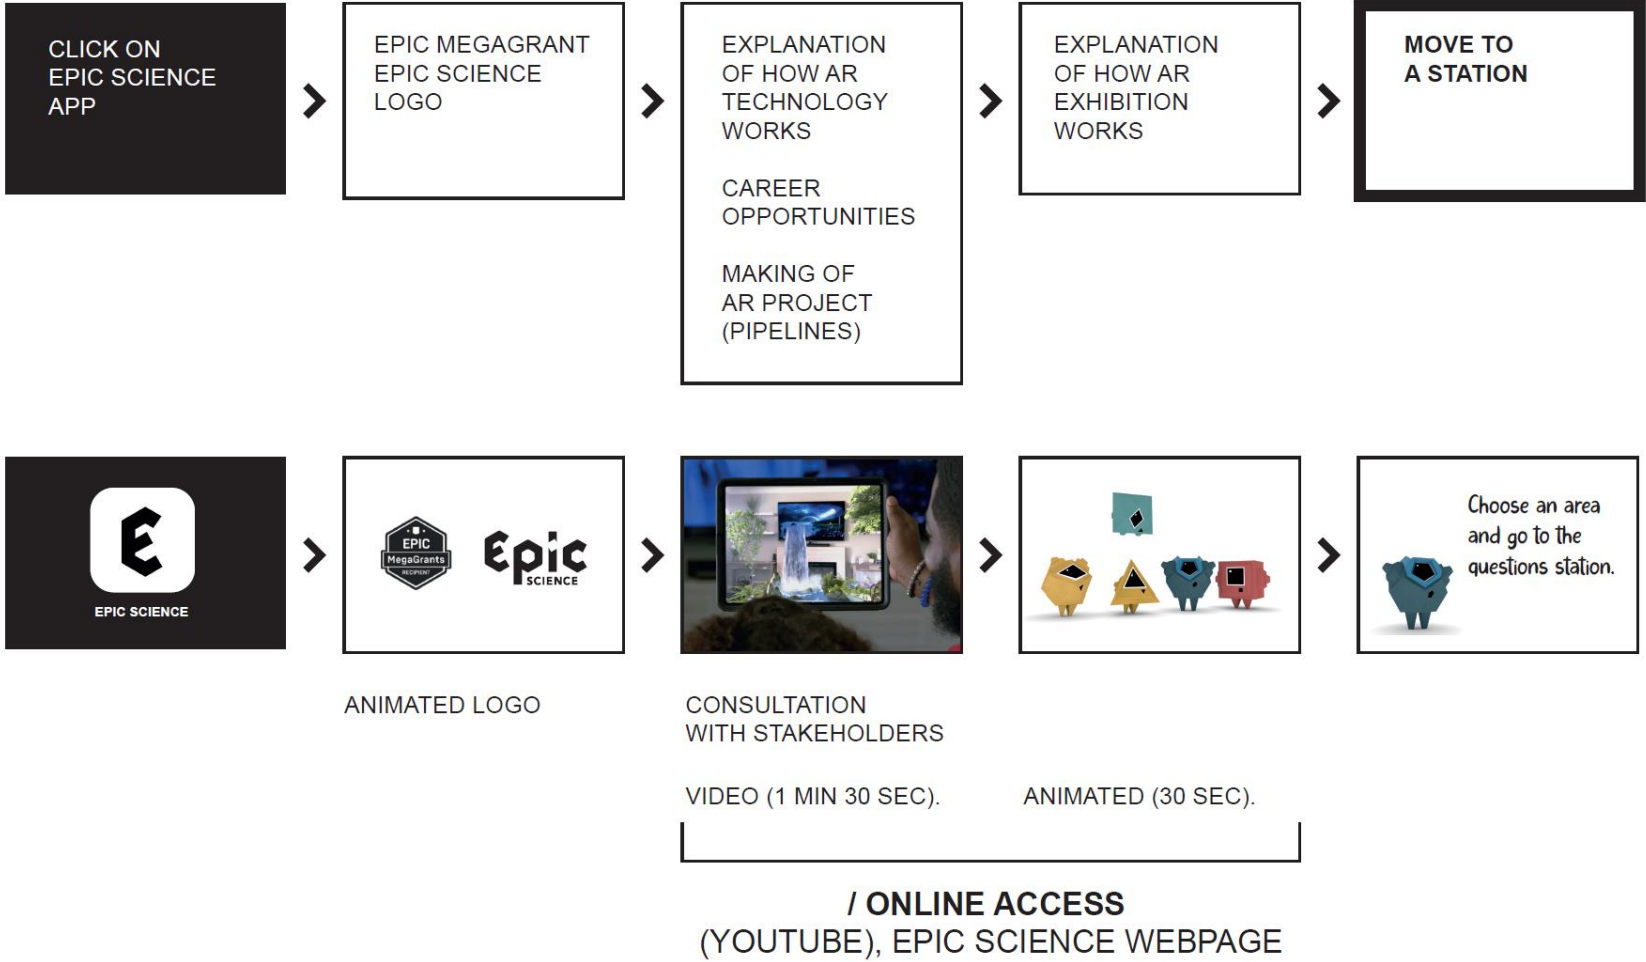 CLICK ON
EPIC SCIENCE
APP
EPIC MEGAGRANT
EPIC SCIENCE
LOGO
EXPLANATION
OF HOW AR
TECHNOLOGY
WORKS
CAREER
OPPORTUNITIES
MAKING OF
AR PROJECT
(PIPELINES)
EXPLANATION
OF HOW AR
EXHIBITION
WORKS
MOVE TO
A STATION
E
EPIC SCIENCE
EPIC
MegaGrants
RECIPIENT
Epic
SCIENCE
Choose an area
and go to the
questions station.
ANIMATED LOGO
CONSULTATION
WITH STAKEHOLDERS
VIDEO (1 MIN 30 SEC).
ANIMATED (30 SEC).
/ ONLINE ACCESS
(YOUTUBE), EPIC SCIENCE WEBPAGE